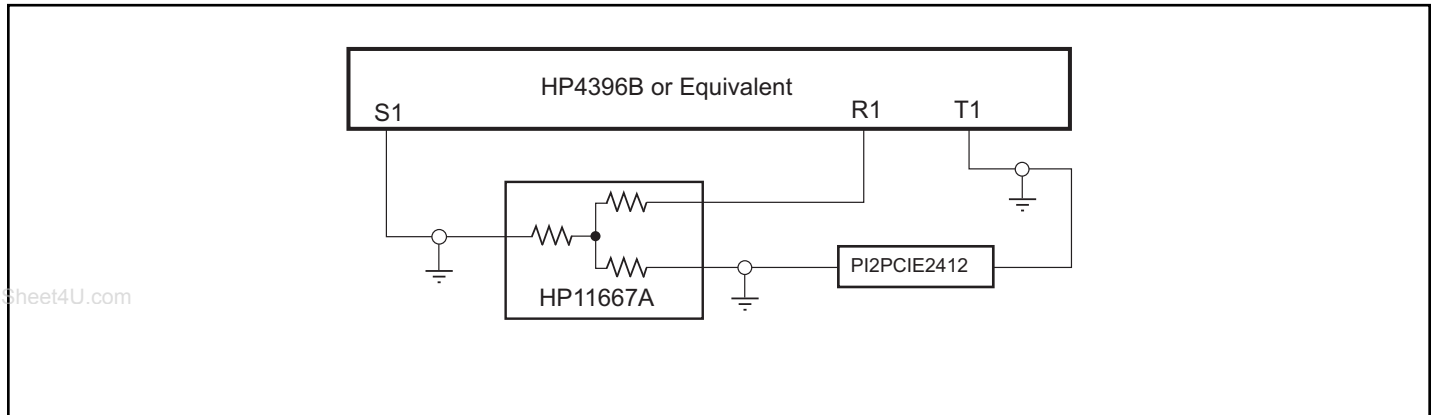 HP4396B or Equivalent
S1
R1
T1
HP11667A
PI2PCIE2412
Sheet4U.com